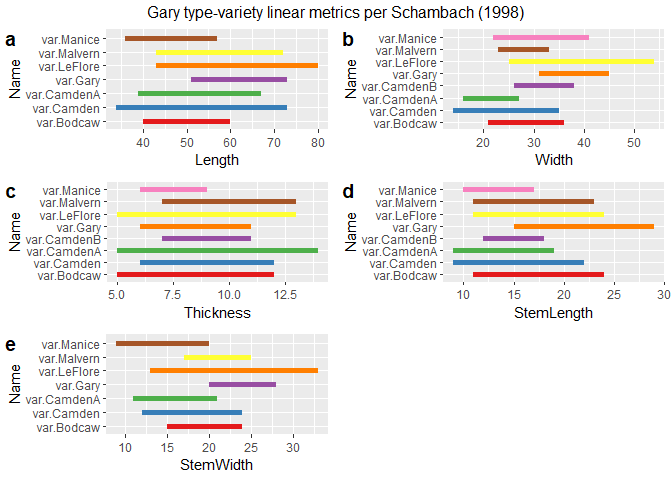 Gary type-variety linear metrics per Schambach (1998)
a
Name
var.Manice
var.Malvern
var.LeFlore
var.Gary
var.CamdenA
var.Camden
var.Bodcaw
40 50 60 70 80
Length
b
Name
var.Manice
var.Malvern
var.LeFlore
var.Gary
var.CamdenB
var.CamdenA
var.Camden
var.Bodcaw
20 30 40 50
Width
c
Name
var.Manice
var.Malvern
var.LeFlore
var.Gary
var.CamdenB
var.CamdenA
var.Camden
var.Bodcaw
5.0 7.5 10.0 12.5
Thickness
d
Name
var.Manice
var.Malvern
var.LeFlore
var.Gary
var.CamdenB
var.CamdenA
var.Camden
var.Bodcaw
10 15 20 25 30
StemLength
e
Name
var.Manice
var.Malvern
var.LeFlore
var.Gary
var.CamdenA
var.Camden
var.Bodcaw
10 15 20 25 30
StemWidth